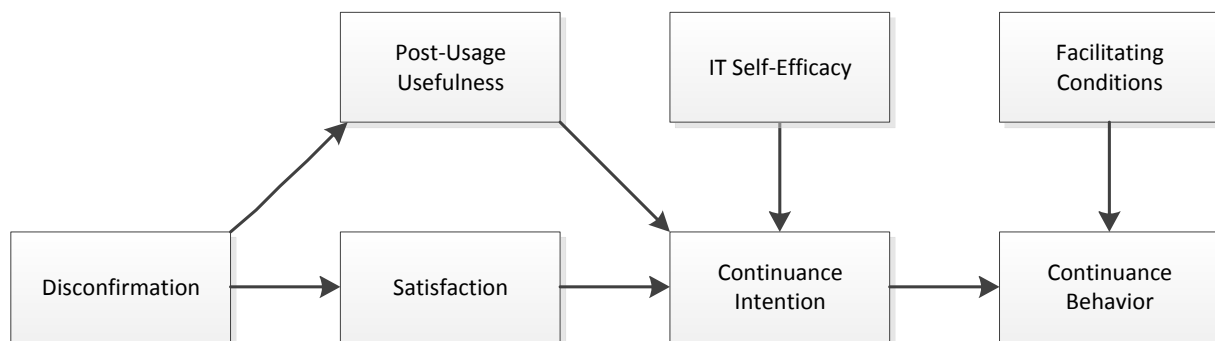 Post-Usage
Usefulness
IT Self-Efficacy
Facilitating
Conditions
Disconfirmation
Satisfaction
Continuance
Intention
Continuance
Behavior